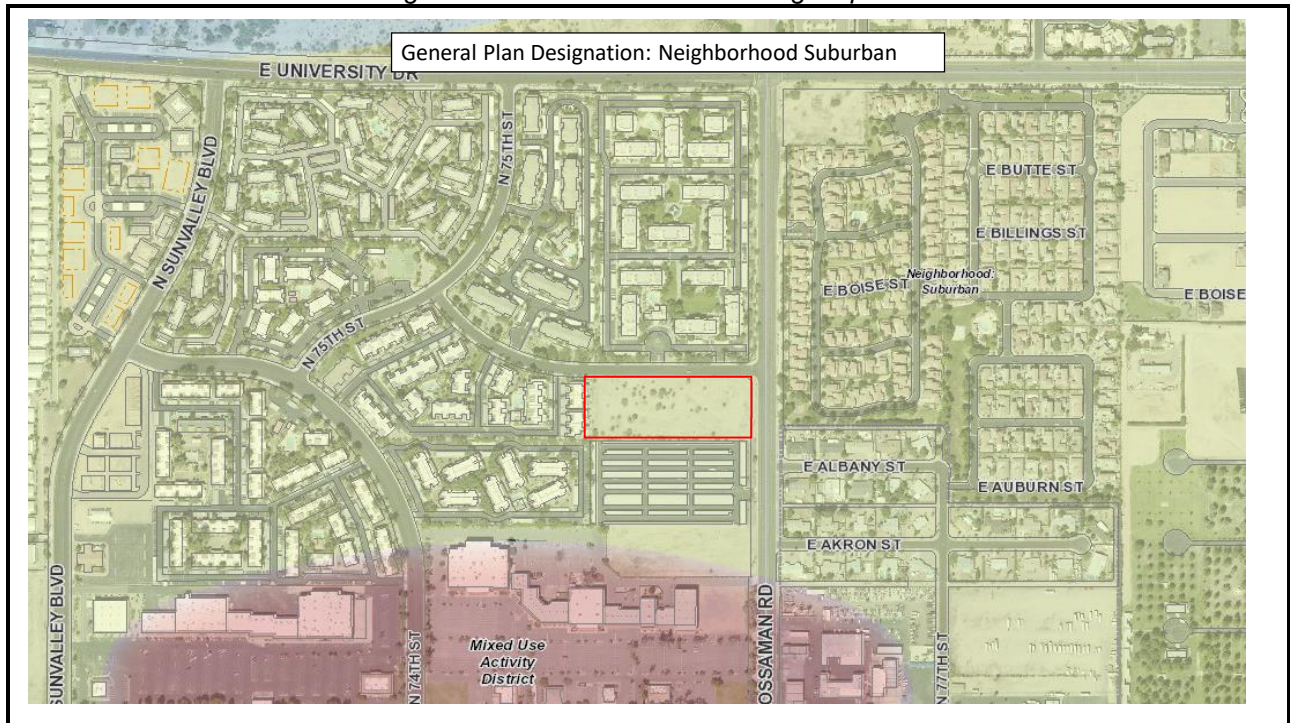 General Plan Designation: Neighborhood Suburban
E UNIVERSITY DR
N SUNVALLEY BLVD
N 75TH ST
E BUTTE ST
E BILLINGS ST
Neighborhood:
Suburban
E BOISE ST
E BOISE
N 75TH ST
E ALBANY ST
E AUBURN ST
E AKRON ST
SUNVALLEY BLVD
N 74TH ST
Mixed Use
Activity
District
OSSAMAN RD
N 77TH ST